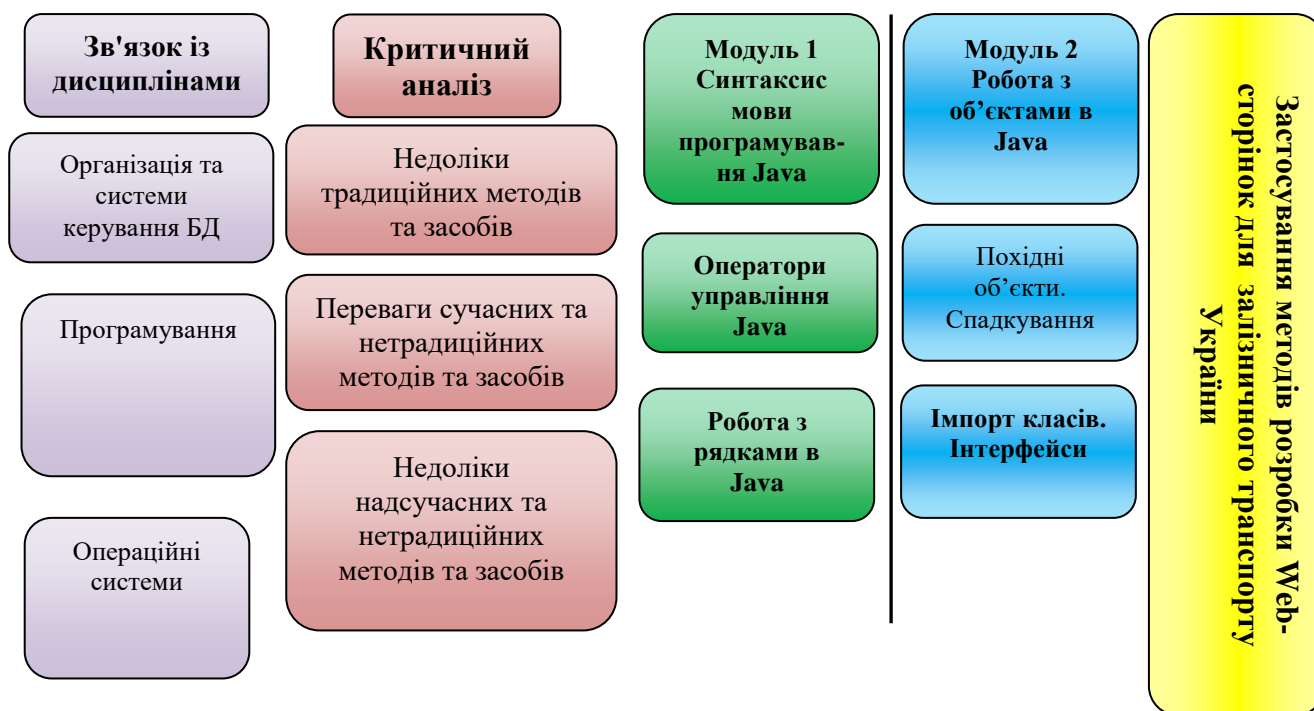 Зв'язок із
дисциплінами
Організація та
системи
керування БД
Програмування
Операційні
системи
Критичний
аналіз
Недоліки
традиційних методів
та засобів
Переваги сучасних та
нетрадиційних
методів та засобів
Недоліки
надсучасних та
нетрадиційних
методів та засобів
Модуль 1
Синтаксис
мови
програмуван-
ня Java
Оператори
управління
Java
Робота з
рядками в
Java
Модуль 2
Робота з
об’єктами в
Java
Похідні
об’єкти.
Спадкування
Імпорт класів.
Інтерфейси
Застосування методів розробки Web-
сторінок для залізничного транспорту
України